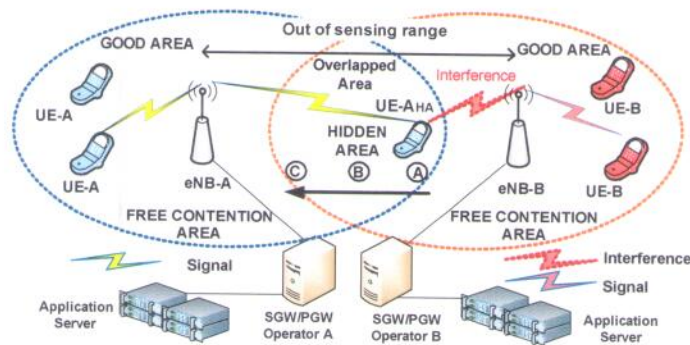 Out of sensing range
GOOD AREA
GOOD AREA
Overlapped
Area
Interference
UE-A
UE-AHA
UE-B
HIDDEN
AREA
UE-A
eNB-A
C
B
A
eNB-B
UE-B
FREE CONTENTION
AREA
FREE CONTENTION
AREA
Signal
Interference
Signal
Application
Server
SGW/PGW
Operator A
SGW/PGW
Operator B
Application
Server